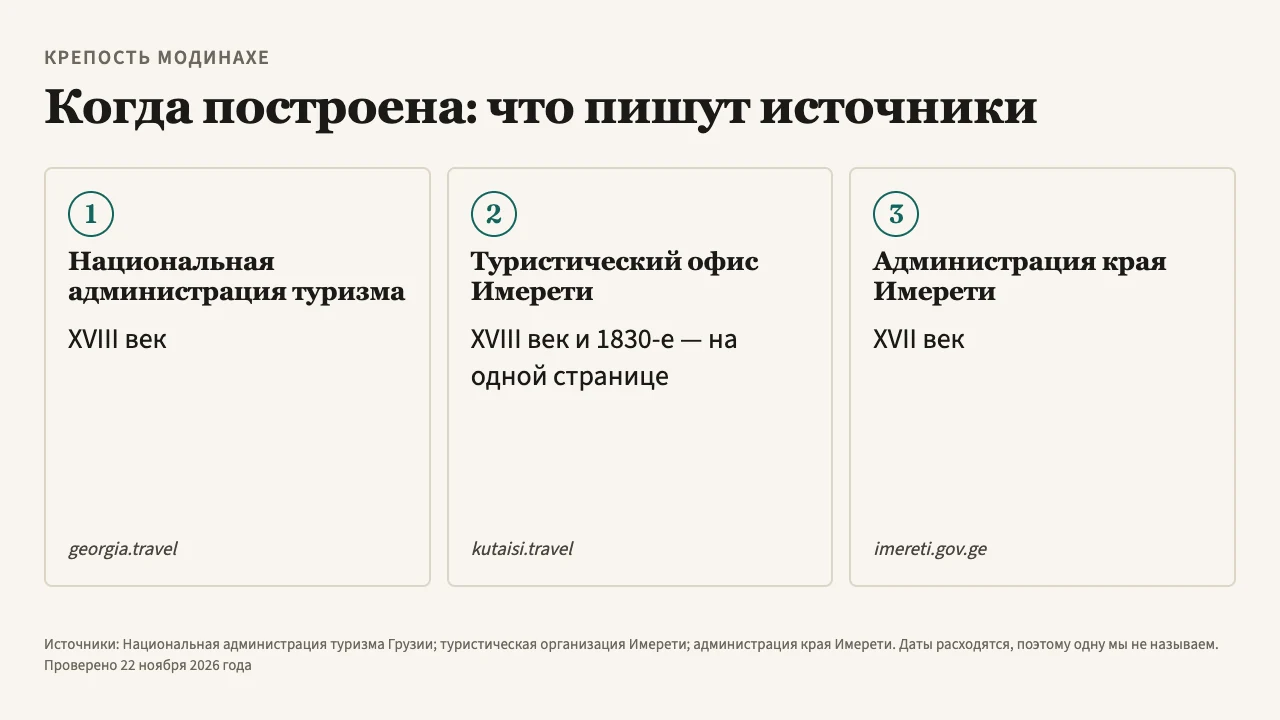 КРЕПОСТЬ МОДИНАХЕ
Когда построена: что пишут источники
1
Национальная
администрация туризма
XVIII век
georgia.travel
2
Туристический офис
Имерети
XVIII век и 1830-е — на
одной странице
kutaisi.travel
3
Администрация края
Имерети
XVII век
imereti.gov.ge
Источники: Национальная администрация туризма Грузии; туристическая организация Имерети; администрация края Имерети. Даты расходятся, поэтому одну мы не называем.
Проверено 22 ноября 2026 года